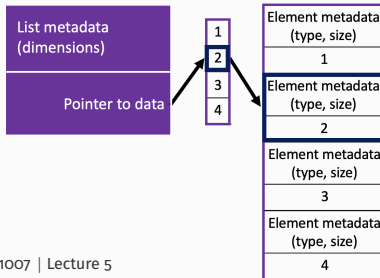 List metadata
(dimensions)
Pointer to data
1
2
3
4
Element metadata
(type, size)
1
Element metadata
(type, size)
2
Element metadata
(type, size)
3
Element metadata
(type, size)
4
1007 | Lecture 5